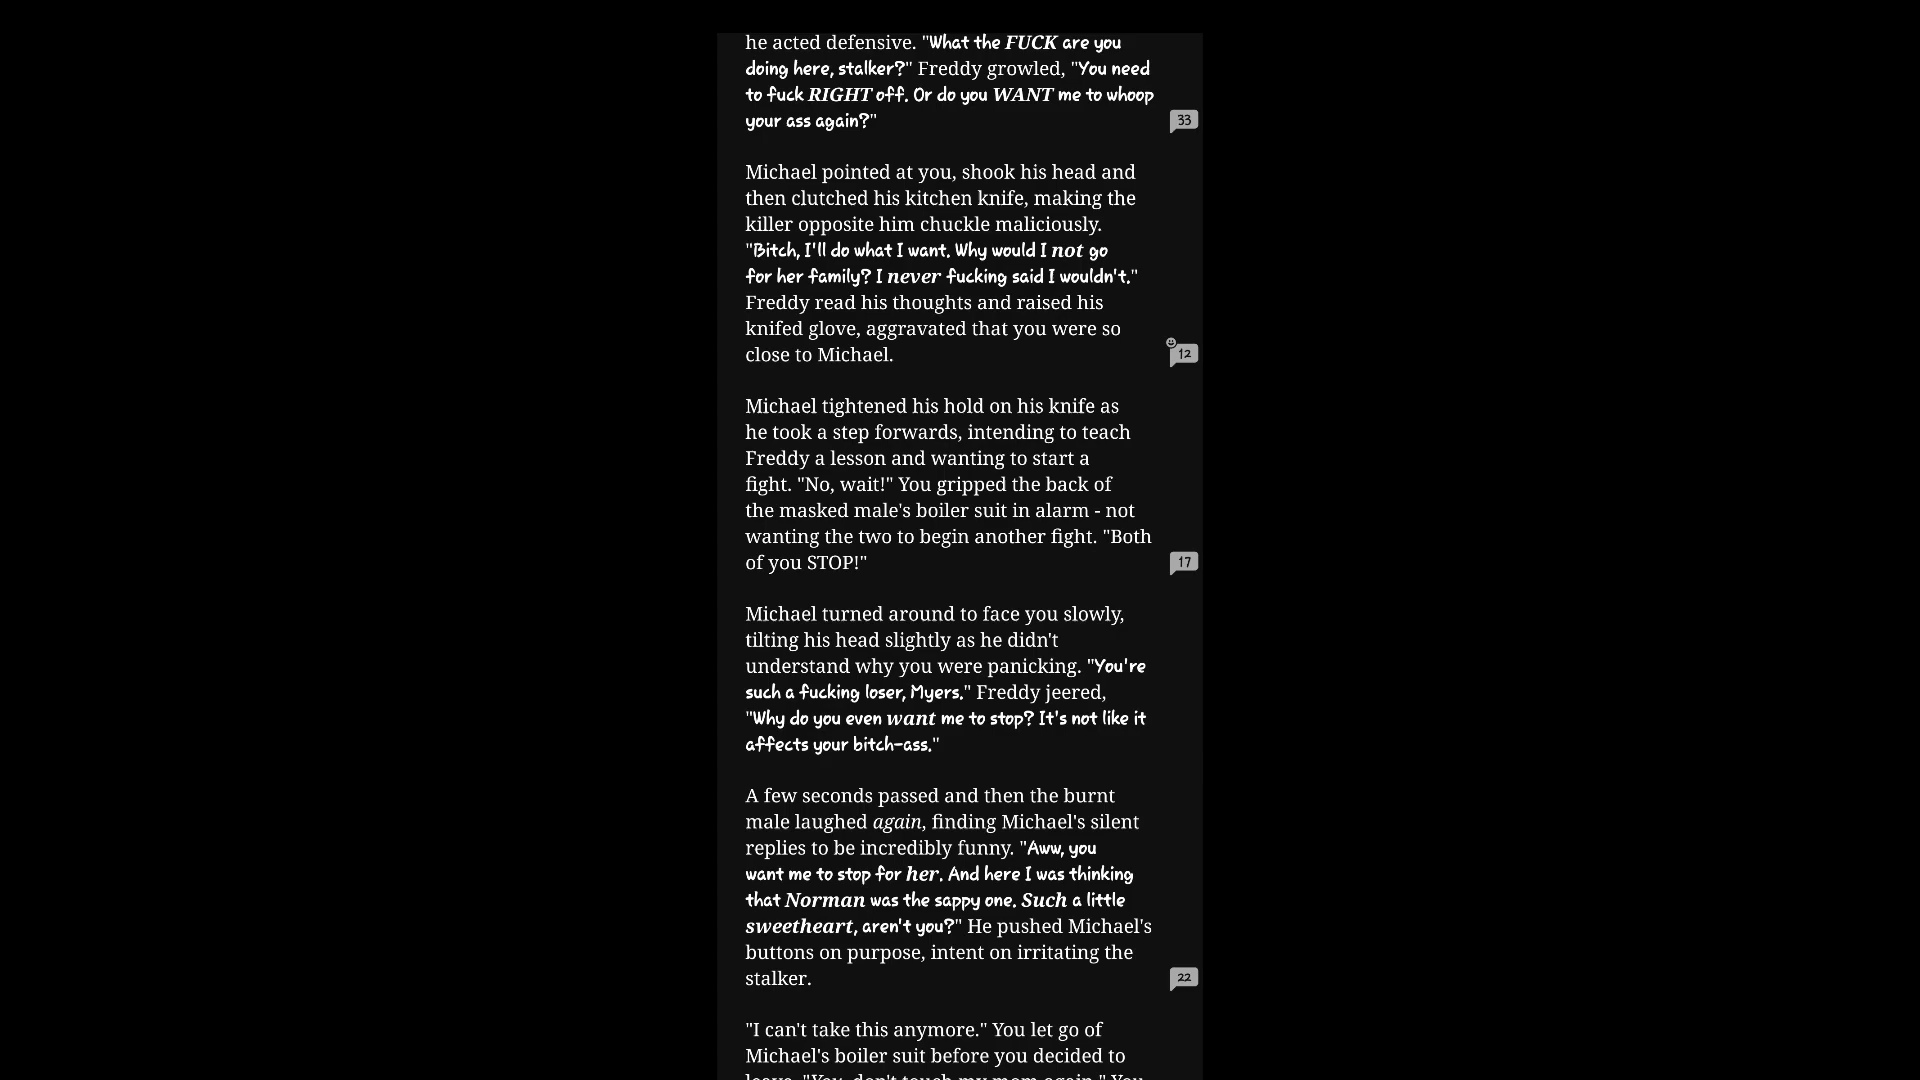 he acted defensive. "What the FUCK are you
doing here, stalker?" Freddy growled, "You need
to fuck RIGHT off. Or do you WANT me to whoop
your ass again?"
33
Michael pointed at you, shook his head and
then clutched his kitchen knife, making the
killer opposite him chuckle maliciously.
"Bitch, I'll do what I want. Why would I not go
for her family? I never fucking said I wouldn't."
Freddy read his thoughts and raised his
knifed glove, aggravated that you were so
close to Michael.
12
Michael tightened his hold on his knife as
he took a step forwards, intending to teach
Freddy a lesson and wanting to start a
fight. "No, wait!" You gripped the back of
the masked male's boiler suit in alarm - not
wanting the two to begin another fight. "Both
of you STOP!"
17
Michael turned around to face you slowly,
tilting his head slightly as he didn't
understand why you were panicking. "You're
such a fucking loser, Myers." Freddy jeered,
"Why do you even want me to stop? It's not like it
affects your bitch-ass."
A few seconds passed and then the burnt
male laughed again, finding Michael's silent
replies to be incredibly funny. "Aww, you
want me to stop for her. And here I was thinking
that Norman was the sappy one. Such a little
sweetheart, aren't you?" He pushed Michael's
buttons on purpose, intent on irritating the
stalker.
22
"I can't take this anymore." You let go of
Michael's boiler suit before you decided to
leave. "You, don't touch my mom again." You